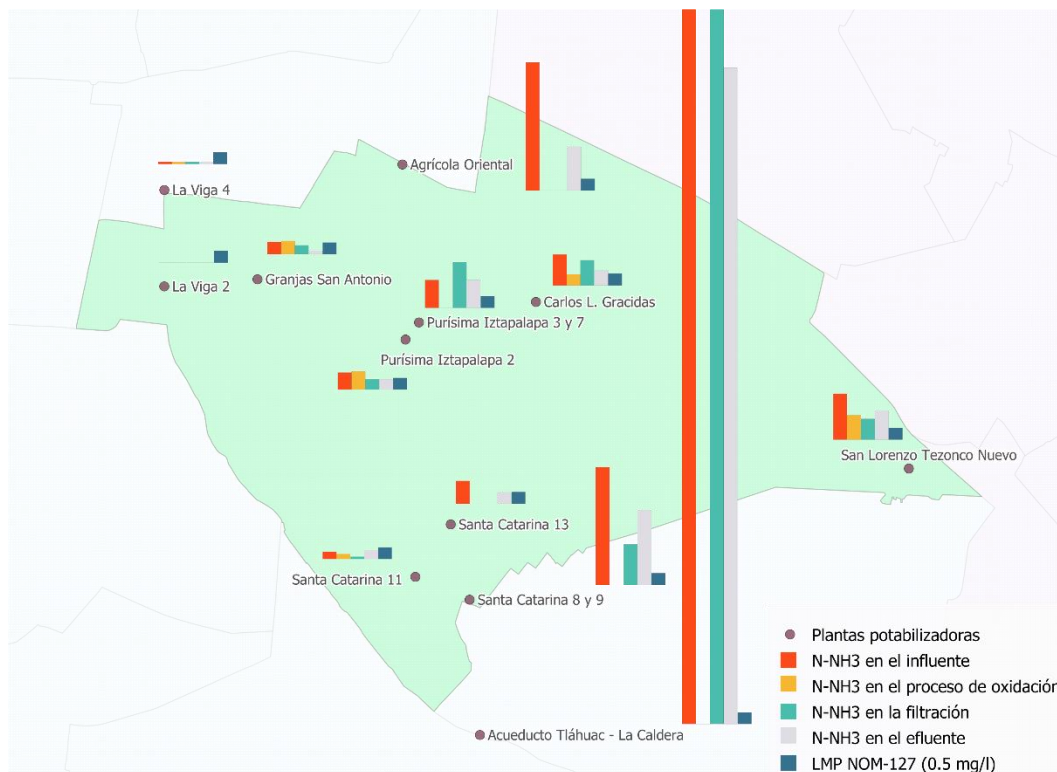 Agrícola Oriental
La Viga 4
Granjas San Antonio
La Viga 2
Carlos L. Gracidas
Purísima Iztapalapa 3 y 7
Purísima Iztapalapa 2
San Lorenzo Tezonco Nuevo
Santa Catarina 13
Santa Catarina 11
Santa Catarina 8 y 9
Acueducto Tláhuac - La Caldera
Plantas potabilizadoras
N-NH3 en el influente
N-NH3 en el proceso de oxidación
N-NH3 en la filtración
N-NH3 en el efluente
LMP NOM-127 (0.5 mg/l)